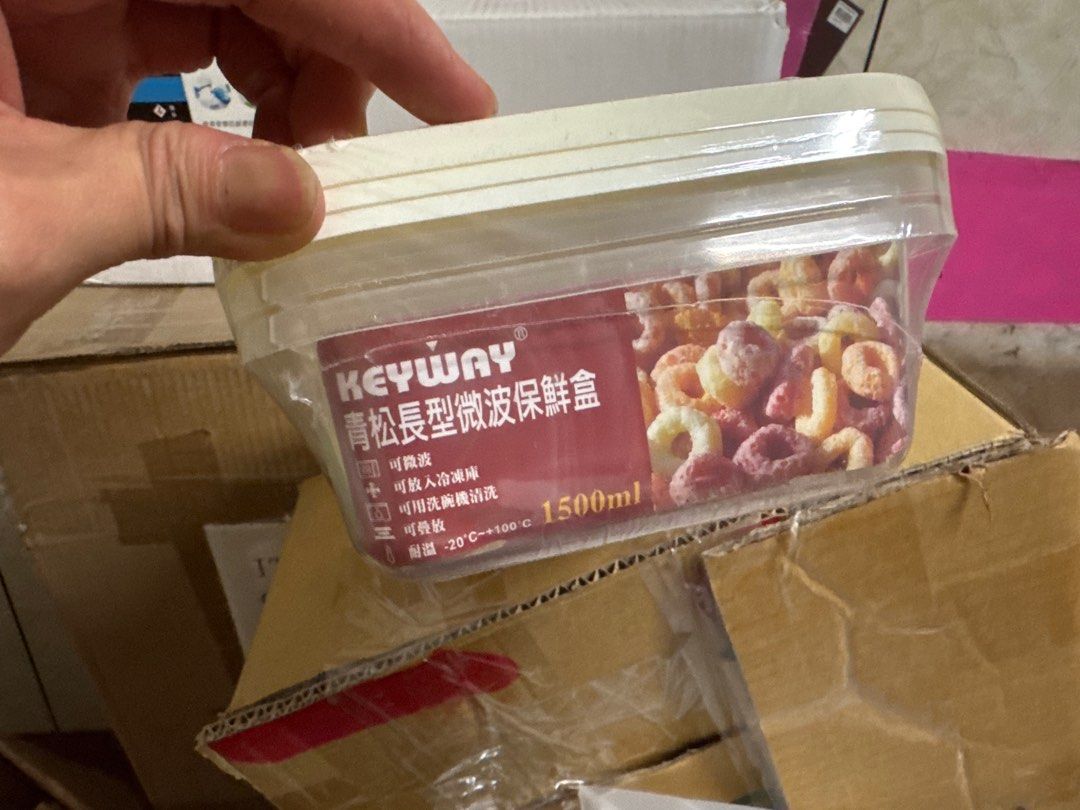 KEYWAY®
青松長型微波保鮮盒
可微波
可放入冷凍庫
可用洗碗機清洗
可疊放
耐溫 -20°C~+100°C
1500ml